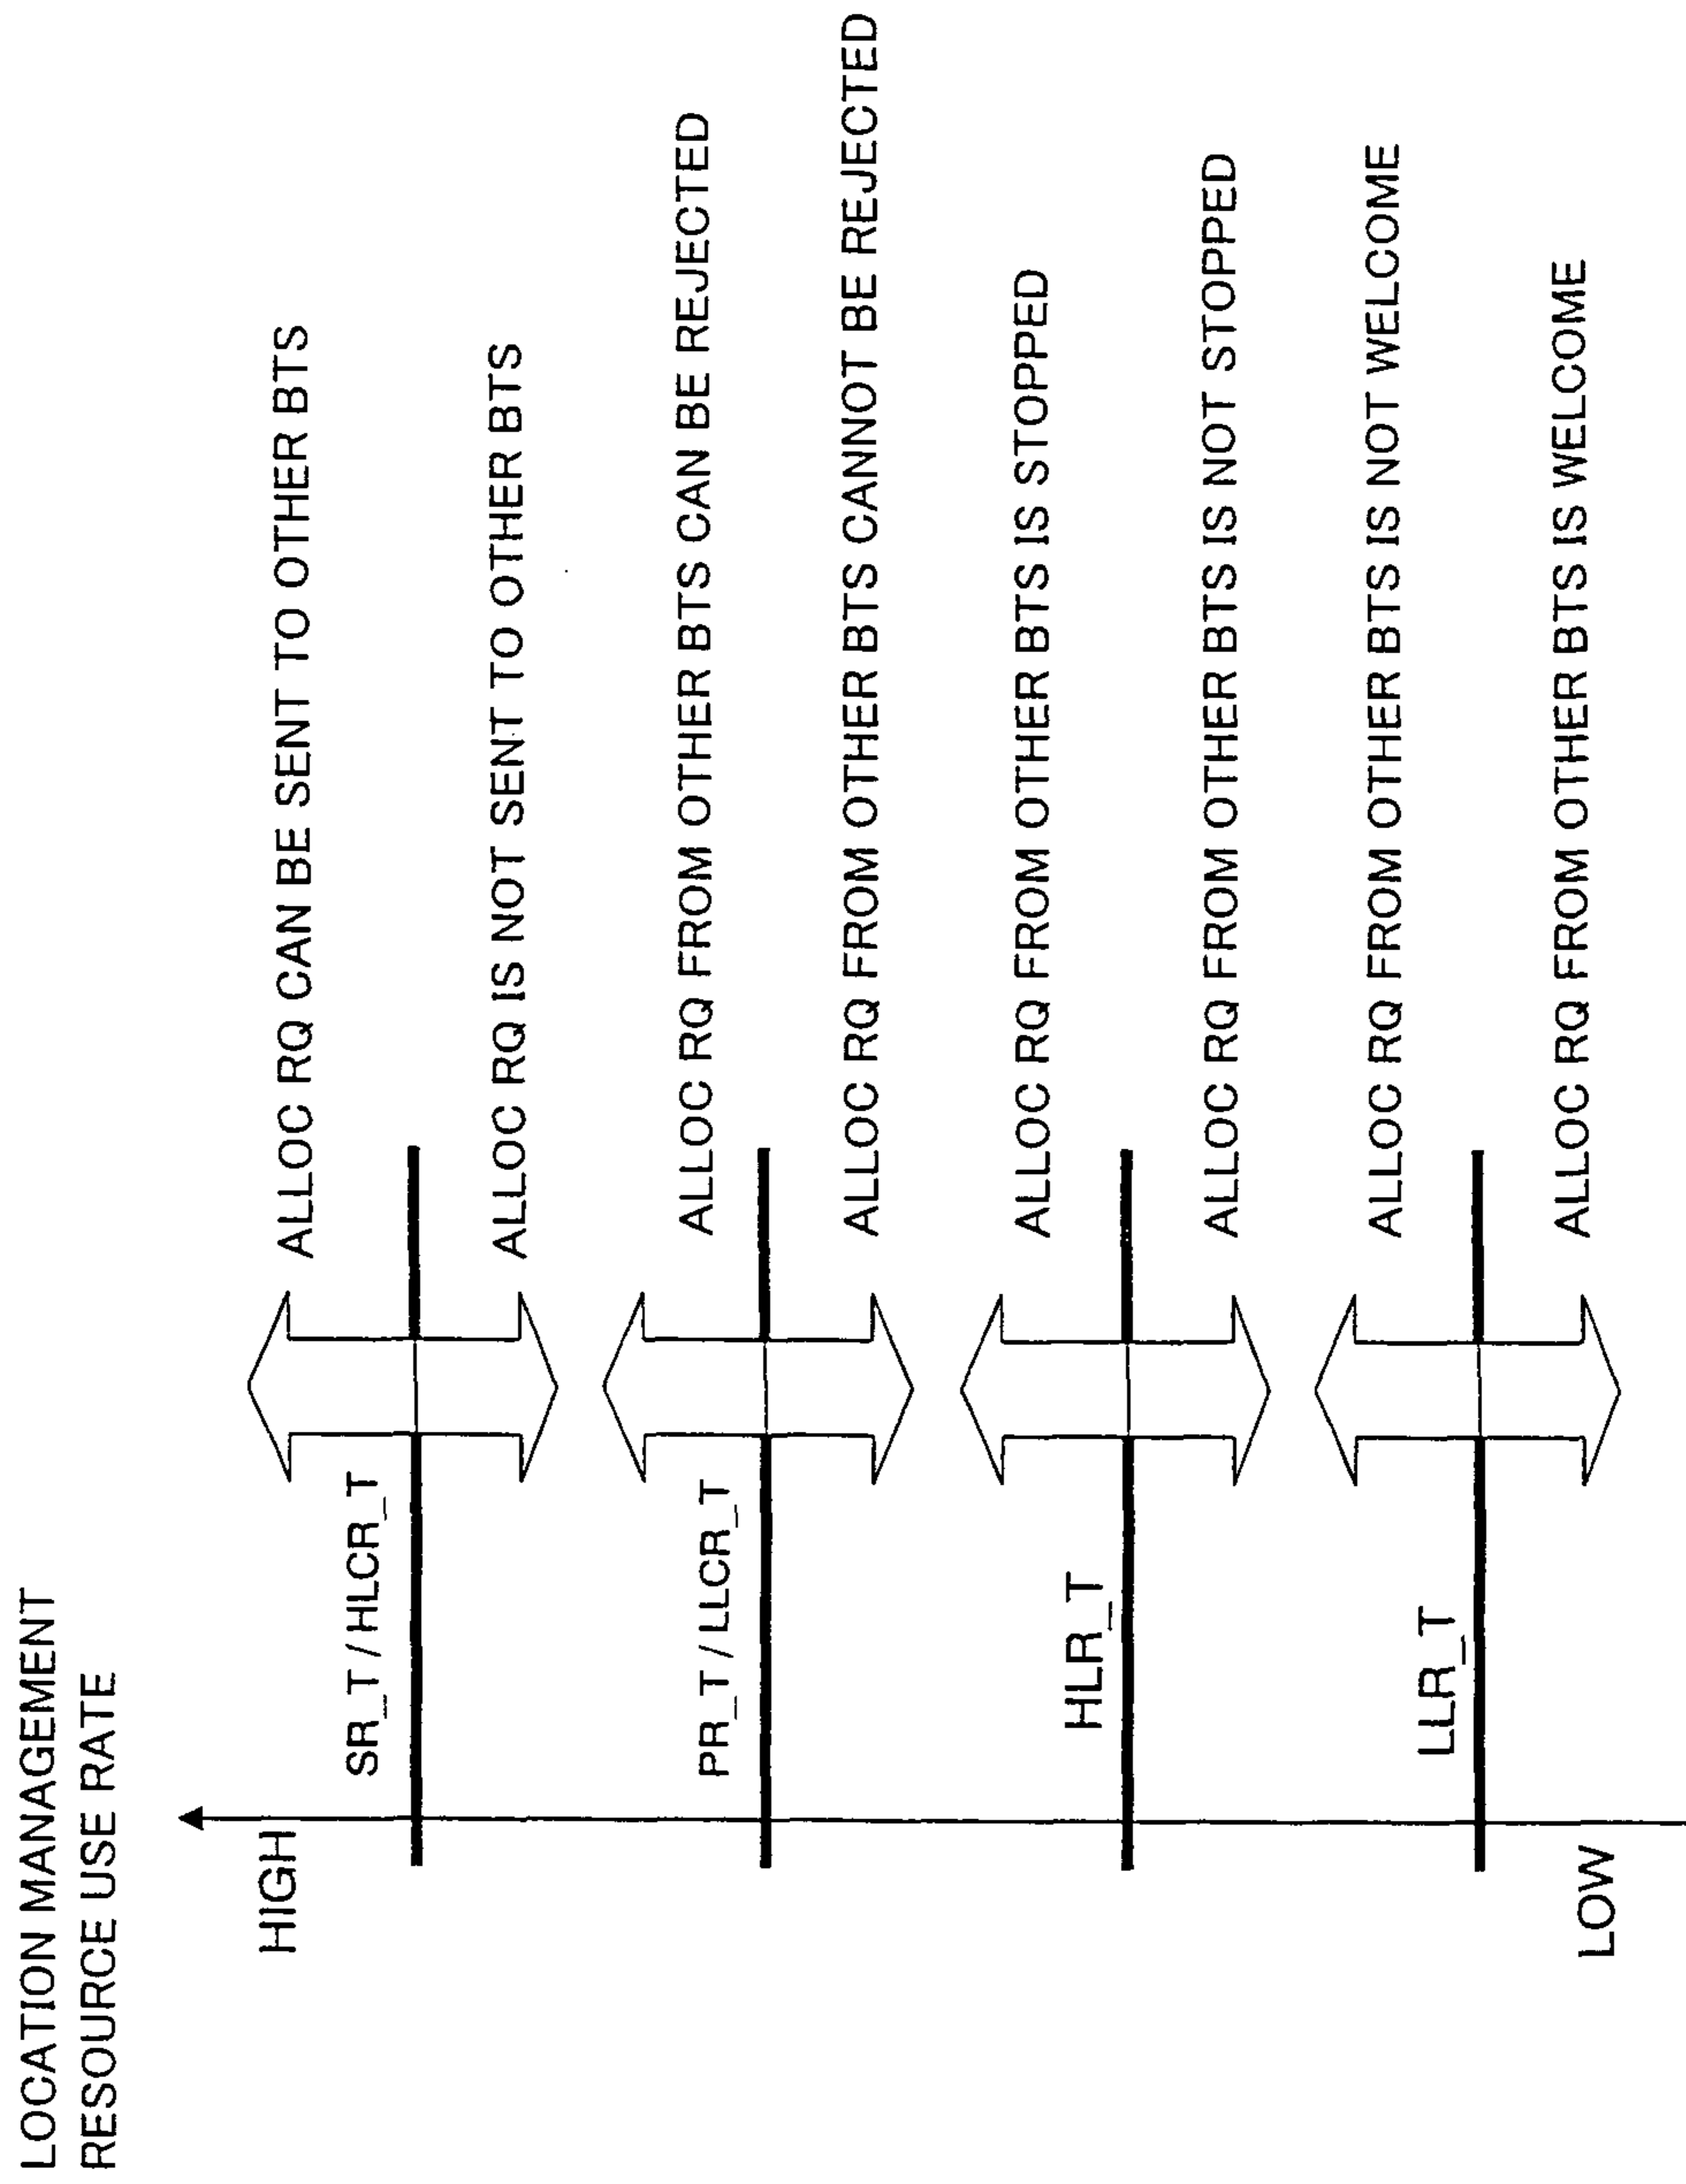 LOCATION MANAGEMENT
RESOURCE USE RATE
HIGH
SR_T / HLCR_T
ALLOC RQ CAN BE SENT TO OTHER BTS
ALLOC RQ IS NOT SENT TO OTHER BTS
PR_T / LLCR_T
ALLOC RQ FROM OTHER BTS CAN BE REJECTED
ALLOC RQ FROM OTHER BTS CANNOT BE REJECTED
HLR_T
ALLOC RQ FROM OTHER BTS IS STOPPED
ALLOC RQ FROM OTHER BTS IS NOT STOPPED
LLR_T
ALLOC RQ FROM OTHER BTS IS NOT WELCOME
ALLOC RQ FROM OTHER BTS IS WELCOME
LOW